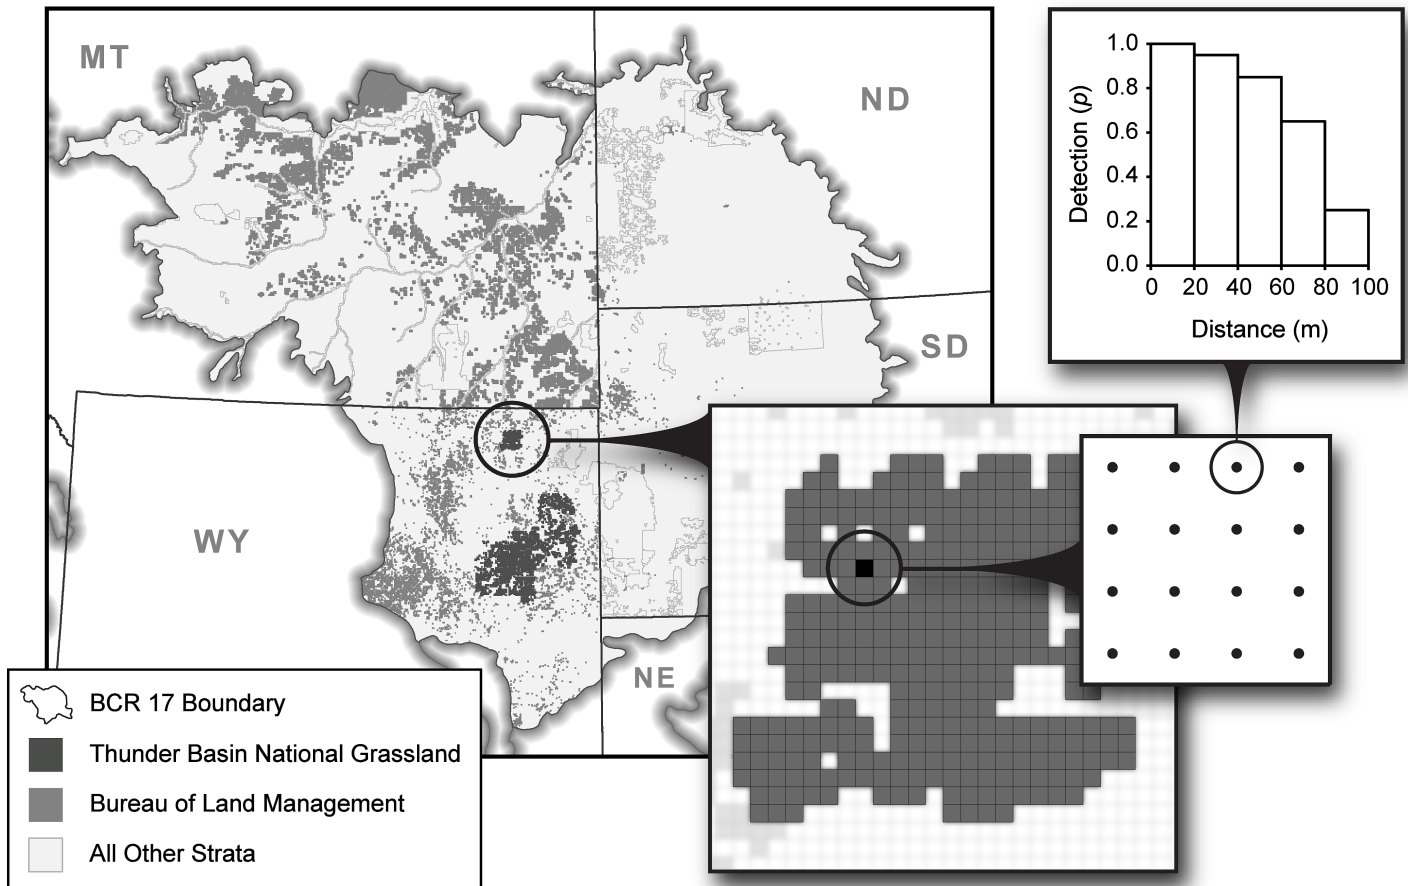 MT
ND
SD
WY
NE
BCR 17 Boundary
Thunder Basin National Grassland
Bureau of Land Management
All Other Strata
Detection (p)
1.0
0.8
0.6
0.4
0.2
0.0
0 20 40 60 80 100
Distance (m)